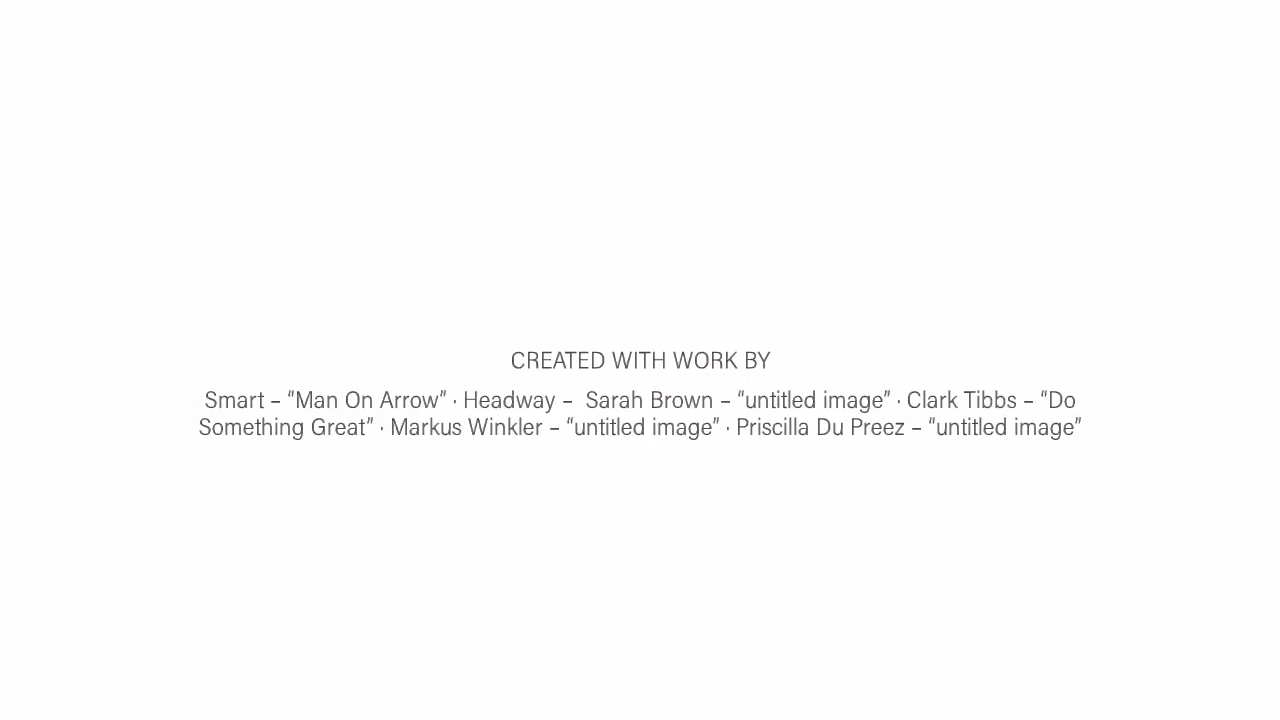 CREATED WITH WORK BY
Smart – “Man On Arrow” · Headway –  Sarah Brown – “untitled image” · Clark Tibbs – “Do
Something Great” · Markus Winkler – “untitled image” · Priscilla Du Preez – “untitled image”